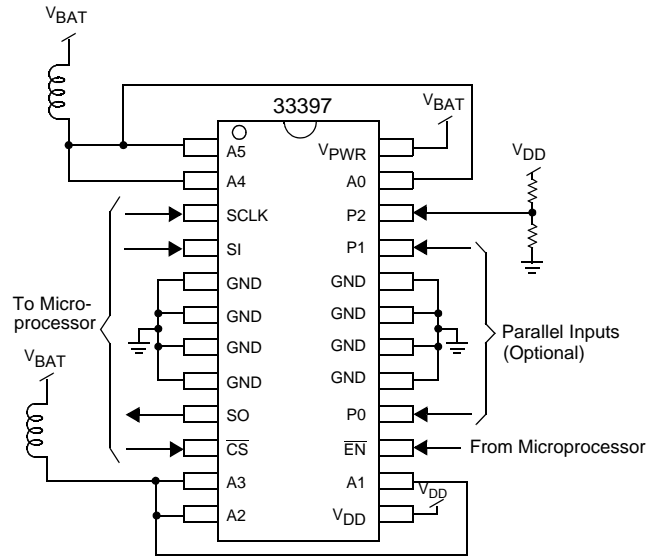 VBAT
33397
VBAT
VDD
A5
VPWR
A4
A0
SCLK
P2
SI
P1
GND
GND
GND
GND
GND
GND
GND
GND
To Micro-
processor
Parallel Inputs
(Optional)
VBAT
SO
P0
CS
EN
From Microprocessor
A3
A1
VDD
A2
VDD